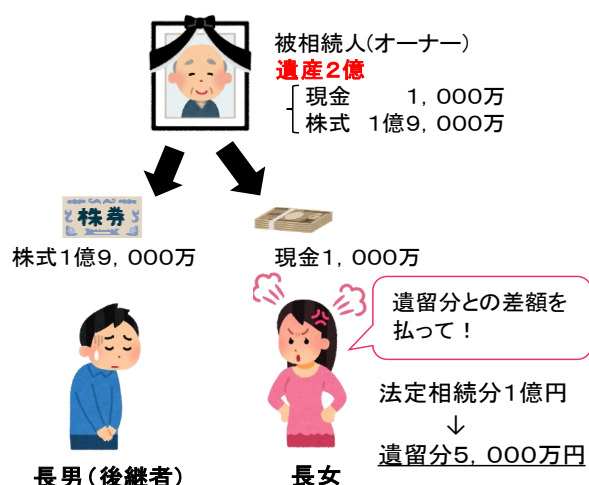 被相続人(オーナー)
遺産2億
現金 1,000万
株式 1億9,000万
株券
株式1億9,000万
現金1,000万
遺留分との差額を
払って!
法定相続分1億円
↓
遺留分5,000万円
長男(後継者)
長女